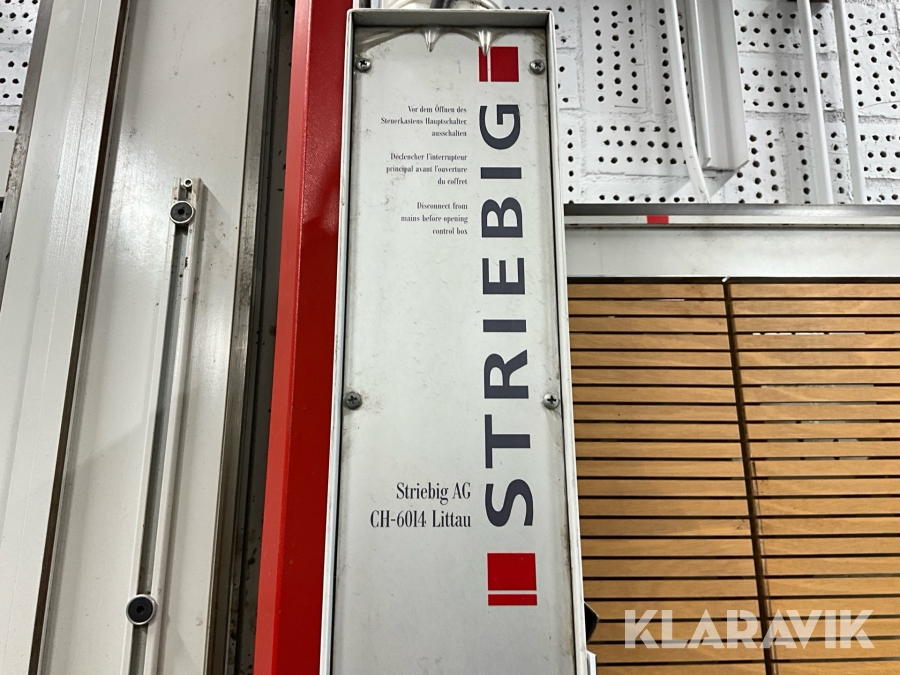 Vor dem Öffnen des
Steuerkastens Hauptschalter
ausschalten
Déclencher l'interrupteur
principal avant l'ouverture
du coffret
Disconnect from
mains before opening
control box
STRIEBIG
Striebig AG
CH-6014 Littau
KLARAVIK